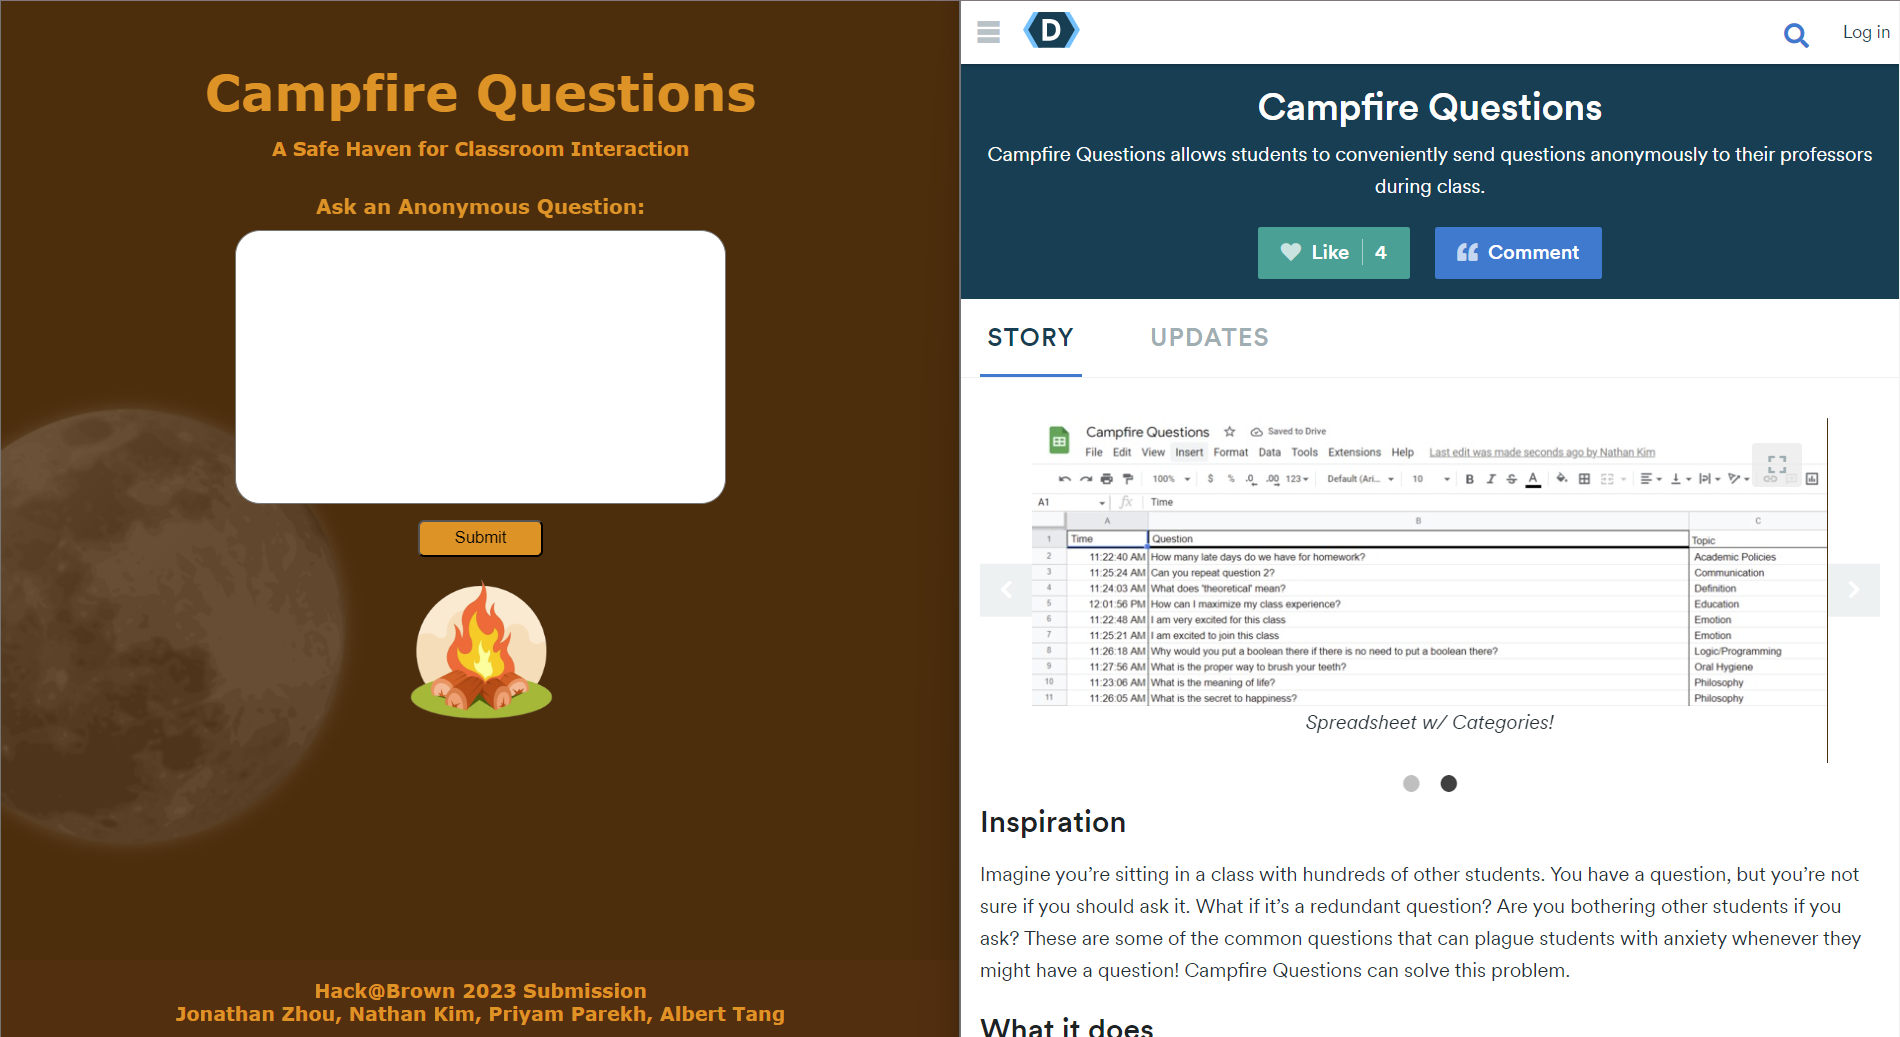 Campfire Questions
A Safe Haven for Classroom Interaction
Ask an Anonymous Question:
Submit
Hack@Brown 2023 Submission
Jonathan Zhou, Nathan Kim, Priyam Parekh, Albert Tang
D
Log in
Campfire Questions
Campfire Questions allows students to conveniently send questions anonymously to their professors
during class.
Like 4
Comment
STORY UPDATES
Campfire Questions Saved to Drive
File Edit View Insert Format Data Tools Extensions Help Last edit was made seconds ago by Nathan Kim
100% $ % .0 .00 123 Default (Ari... 10 B I S A
A1 fx Time
A B C
1 Time Question Topic
2 11:22:40 AM How many late days do we have for homework? Academic Policies
3 11:25:24 AM Can you repeat question 2? Communication
4 11:24:03 AM What does 'theoretical' mean? Definition
5 12:01:56 PM How can I maximize my class experience? Education
6 11:22:48 AM I am very excited for this class Emotion
7 11:25:21 AM I am excited to join this class Emotion
8 11:26:18 AM Why would you put a boolean there if there is no need to put a boolean there? Logic/Programming
9 11:27:56 AM What is the proper way to brush your teeth? Oral Hygiene
10 11:23:06 AM What is the meaning of life? Philosophy
11 11:26:05 AM What is the secret to happiness? Philosophy
Spreadsheet w/ Categories!
Inspiration
Imagine you’re sitting in a class with hundreds of other students. You have a question, but you’re not
sure if you should ask it. What if it’s a redundant question? Are you bothering other students if you
ask? These are some of the common questions that can plague students with anxiety whenever they
might have a question! Campfire Questions can solve this problem.
What it does